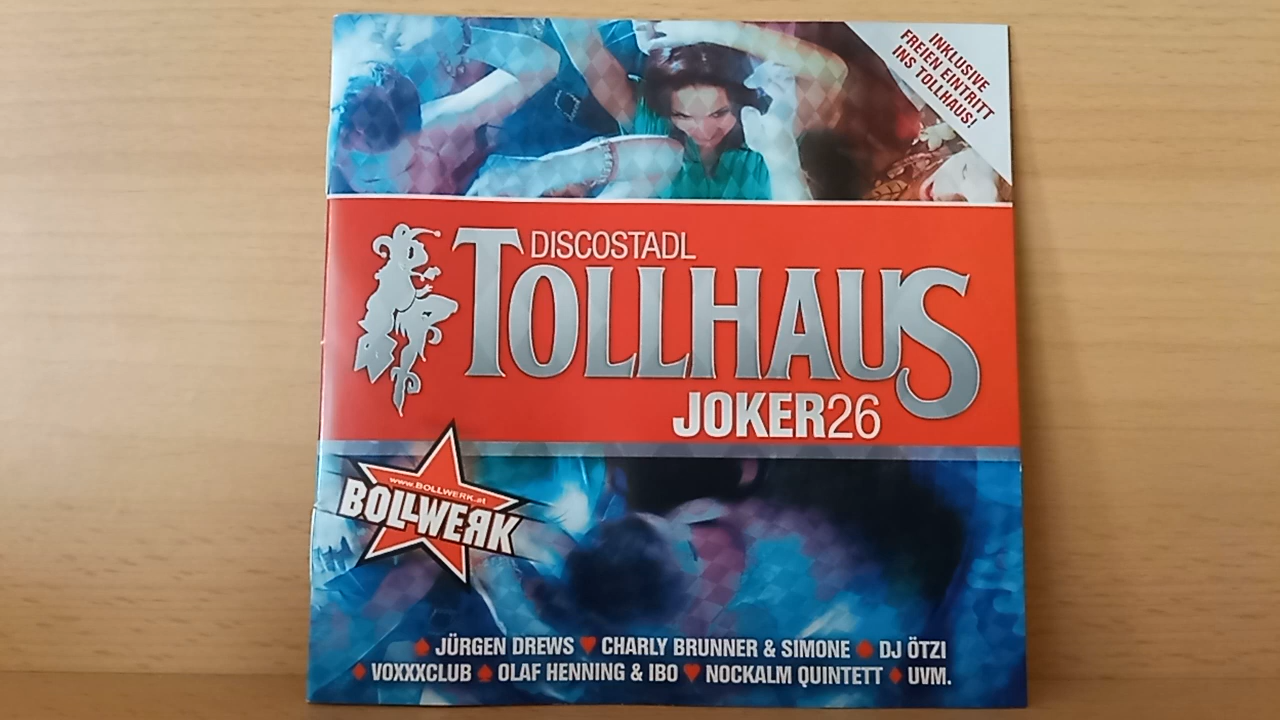 INKLUSIVE
FREIEN EINTRITT
INS TOLLHAUS!
DISCOSTADL
TOLLHAUS
JOKER26
www.BOLLWERK.at
BOLLWERK
JÜRGEN DREWS ♥ CHARLY BRUNNER & SIMONE ♣ DJ ÖTZI
♦ VOXXXCLUB ♠ OLAF HENNING & IBO ♥ NOCKALM QUINTETT ♦ UVM.